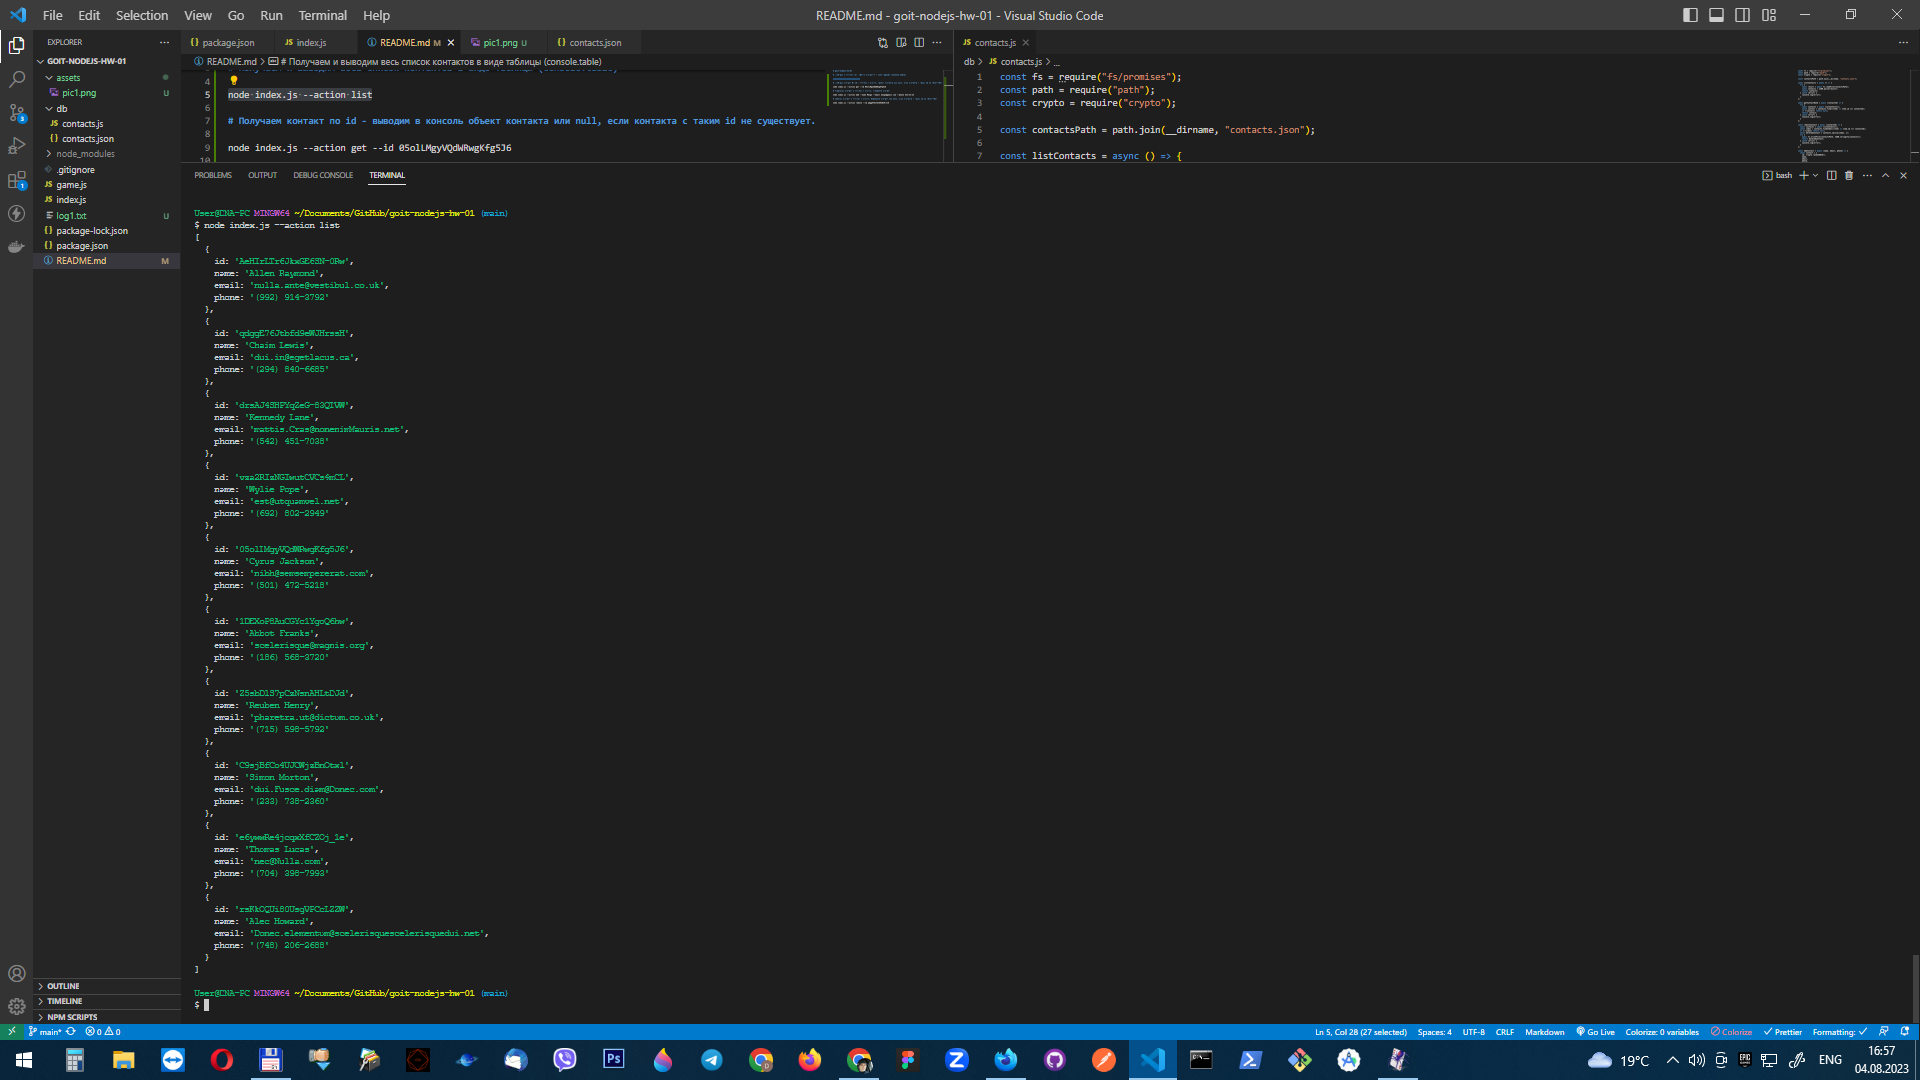 File Edit Selection View Go Run Terminal Help
README.md - goit-nodejs-hw-01 - Visual Studio Code
EXPLORER
GOIT-NODEJS-HW-01
assets
pic1.png U
db
contacts.js
contacts.json
node_modules
.gitignore
game.js
index.js
log1.txt U
package-lock.json
package.json
README.md M
OUTLINE
TIMELINE
NPM SCRIPTS
package.json index.js README.md M pic1.png U contacts.json
README.md > # Получаем и выводим весь список контактов в виде таблицы (console.table)
4
5 node index.js --action list
6
7 # Получаем контакт по id - выводим в консоль объект контакта или null, если контакта с таким id не существует.
8
9 node index.js --action get --id 05olLMgyVQdWRwgKfg5J6
10
contacts.js
db > contacts.js > ...
1 const fs = require("fs/promises");
2 const path = require("path");
3 const crypto = require("crypto");
4
5 const contactsPath = path.join(__dirname, "contacts.json");
6
7 const listContacts = async () => {
PROBLEMS OUTPUT DEBUG CONSOLE TERMINAL
bash
User@DNA-PC MINGW64 ~/Documents/GitHub/goit-nodejs-hw-01 (main)
$ node index.js --action list
[
{
id: 'AeHIrLTr6JkxGE6SN-0Rw',
name: 'Allen Raymond',
email: 'nulla.ante@vestibul.co.uk',
phone: '(992) 914-3792'
},
{
id: 'qdggE76Jtbfd9eWJHrssH',
name: 'Chaim Lewis',
email: 'dui.in@egetlacus.ca',
phone: '(294) 840-6685'
},
{
id: 'drsAJ4SHPYqZeG-83QTVW',
name: 'Kennedy Lane',
email: 'mattis.Cras@nonenimMauris.net',
phone: '(542) 451-7038'
},
{
id: 'vza2RIzNGIwutCVCs4mCL',
name: 'Wylie Pope',
email: 'est@utquamvel.net',
phone: '(692) 802-2949'
},
{
id: '05olLMgyVQdWRwgKfg5J6',
name: 'Cyrus Jackson',
email: 'nibh@semsempererat.com',
phone: '(501) 472-5218'
},
{
id: '1DEXoP8AuCGYc1YgoQ6hw',
name: 'Abbot Franks',
email: 'scelerisque@magnis.org',
phone: '(186) 568-3720'
},
{
id: 'Z5sbDlS7pCzNsnAHLtDJd',
name: 'Reuben Henry',
email: 'pharetra.ut@dictum.co.uk',
phone: '(715) 598-5792'
},
{
id: 'C9sjBfCo4UJCWjzBnOtxl',
name: 'Simon Morton',
email: 'dui.Fusce.diam@Donec.com',
phone: '(233) 738-2360'
},
{
id: 'e6ywwRe4jcqxXfCZOj_1e',
name: 'Thomas Lucas',
email: 'nec@Nulla.com',
phone: '(704) 398-7993'
},
{
id: 'rsKkOQUi80UsgVPCcLZZW',
name: 'Alec Howard',
email: 'Donec.elementum@scelerisquescelerisquedui.net',
phone: '(748) 206-2688'
}
]
User@DNA-PC MINGW64 ~/Documents/GitHub/goit-nodejs-hw-01 (main)
$
main* 0 0
Ln 5, Col 28 (27 selected) Spaces: 4 UTF-8 CRLF Markdown Go Live Colorize: 0 variables Colorize Prettier Formatting:
19°C ENG
16:57
04.08.2023